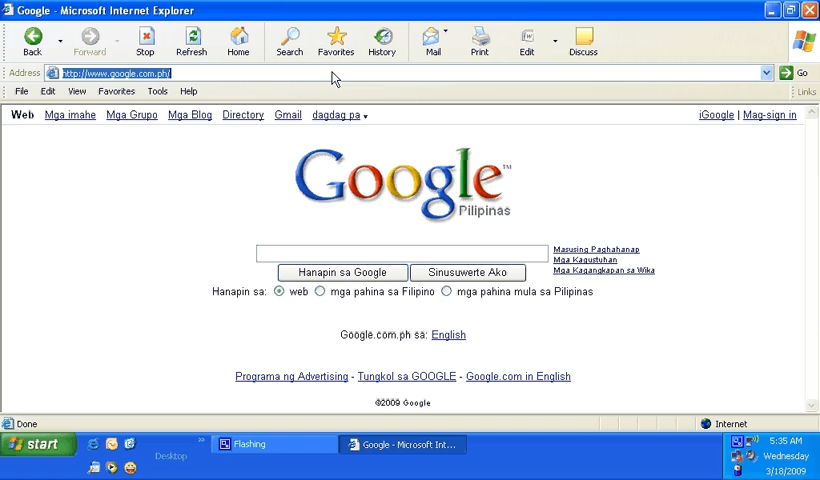 Google - Microsoft Internet Explorer
Back Forward Stop Refresh Home Search Favorites History Mail Print Edit Discuss
Address http://www.google.com.ph/ Go
File Edit View Favorites Tools Help Links
Web Mga imahe Mga Grupo Mga Blog Directory Gmail dagdag pa iGoogle | Mag-sign in
Google™
Pilipinas
Masusing Paghahanap
Mga Kagustuhan
Mga Kagangkapan sa Wika
Hanapin sa Google Sinusuwerte Ako
Hanapin sa: web mga pahina sa Filipino mga pahina mula sa Pilipinas
Google.com.ph sa: English
Programa ng Advertising - Tungkol sa GOOGLE - Google.com in English
©2009 Google
Done Internet
start Desktop » Flashing Google - Microsoft Int... 5:35 AM
Wednesday
3/18/2009